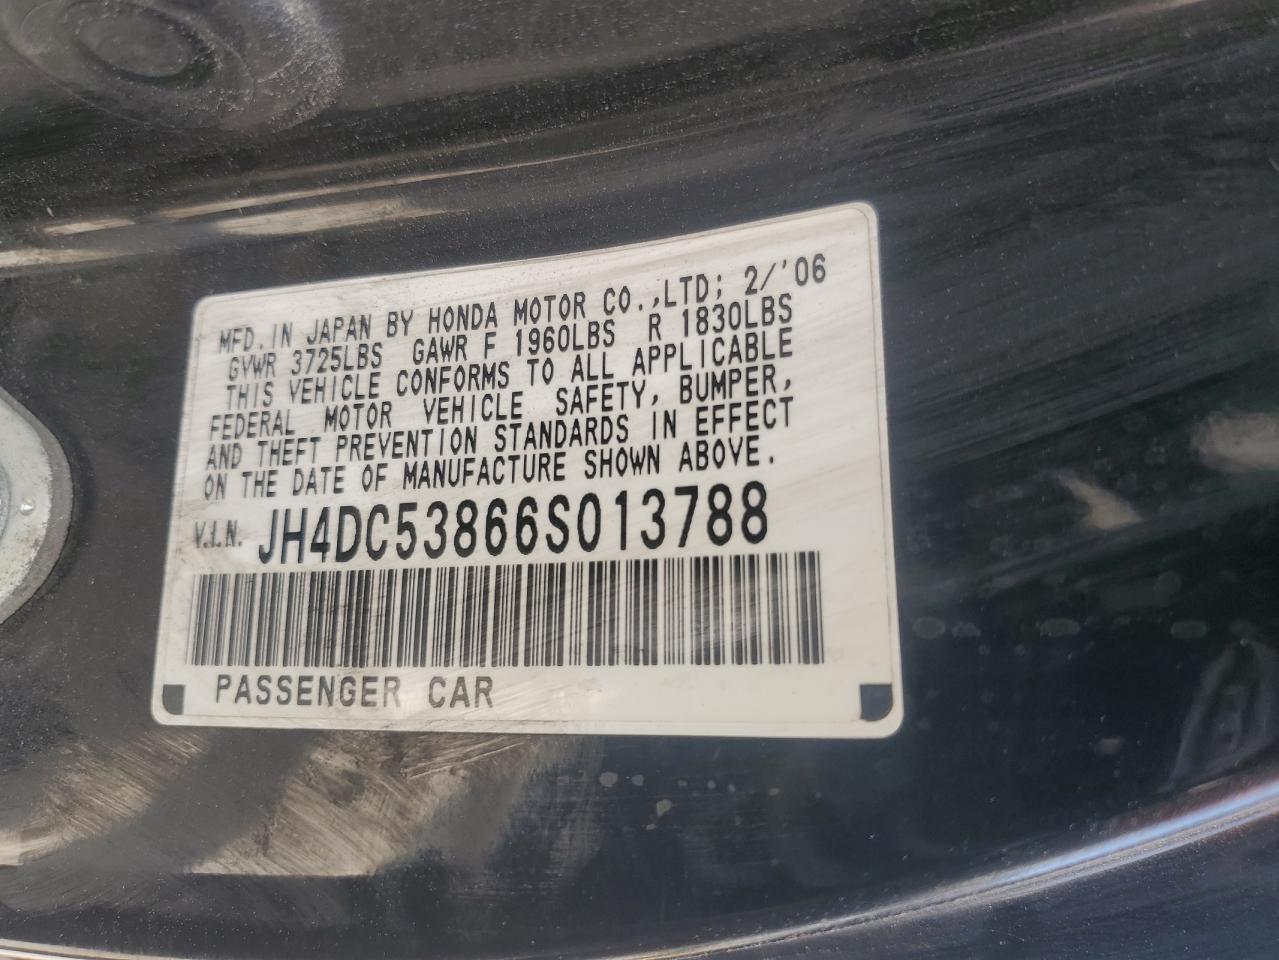 MFD. IN JAPAN BY HONDA MOTOR CO.,LTD; 2/'06
GVWR 3725LBS GAWR F 1960LBS R 1830LBS
THIS VEHICLE CONFORMS TO ALL APPLICABLE
FEDERAL MOTOR VEHICLE SAFETY, BUMPER,
AND THEFT PREVENTION STANDARDS IN EFFECT
ON THE DATE OF MANUFACTURE SHOWN ABOVE.
V.I.N. JH4DC53866S013788
PASSENGER CAR